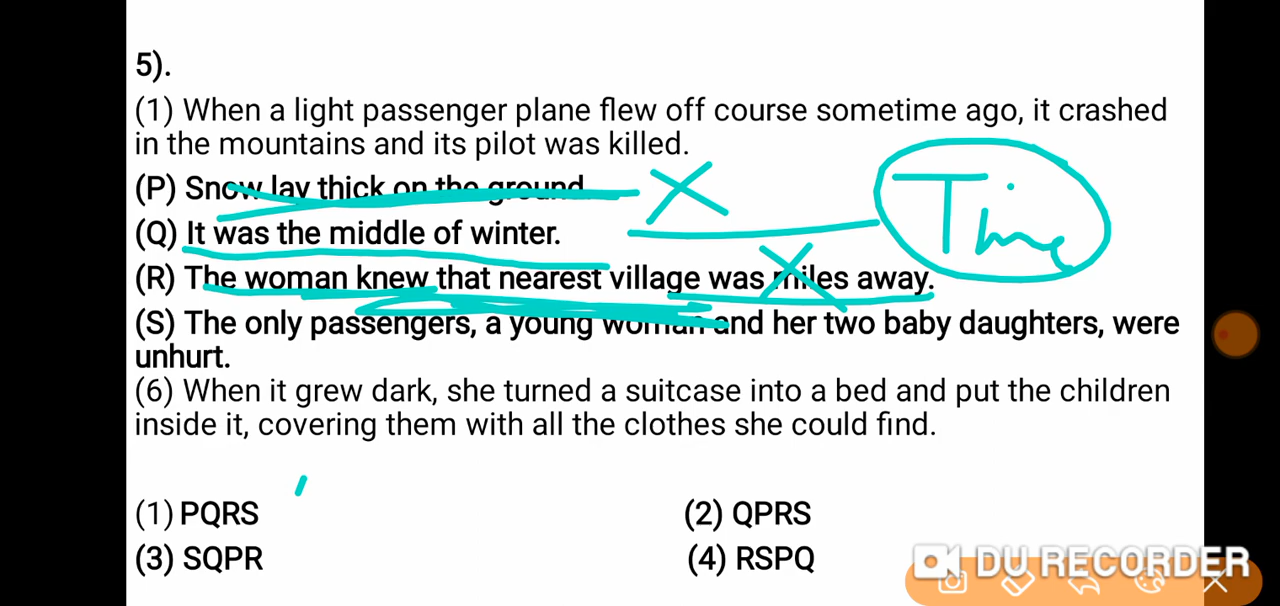 5).
(1) When a light passenger plane flew off course sometime ago, it crashed
in the mountains and its pilot was killed.
(P) Snow lay thick on the ground.
(Q) It was the middle of winter.
Time
(R) The woman knew that nearest village was miles away.
(S) The only passengers, a young woman and her two baby daughters, were
unhurt.
(6) When it grew dark, she turned a suitcase into a bed and put the children
inside it, covering them with all the clothes she could find.
(1) PQRS
(2) QPRS
(3) SQPR
(4) RSPQ
DU RECORDER